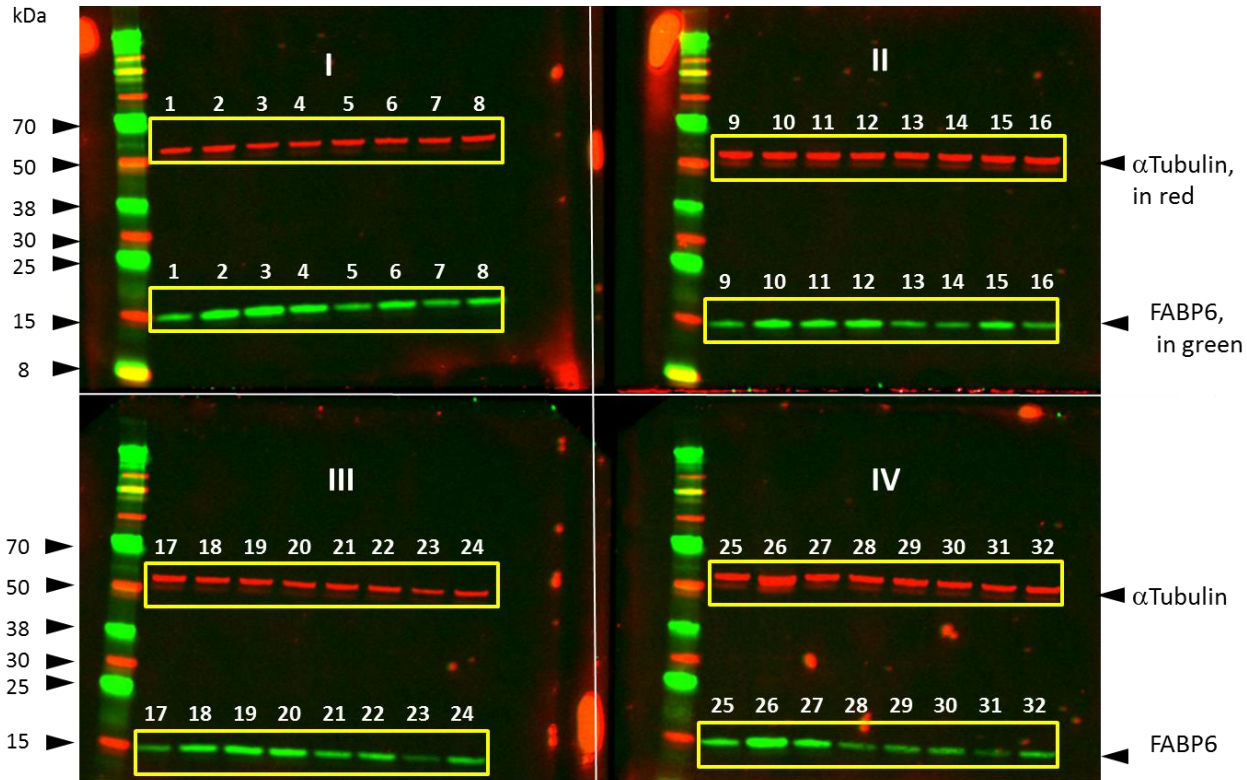 kDa
I
II
1 2 3 4 5 6 7 8
9 10 11 12 13 14 15 16
70
50
38
30
25
15
8
αTubulin,
in red
1 2 3 4 5 6 7 8
9 10 11 12 13 14 15 16
FABP6,
in green
III
IV
17 18 19 20 21 22 23 24
25 26 27 28 29 30 31 32
70
50
38
30
25
15
αTubulin
17 18 19 20 21 22 23 24
25 26 27 28 29 30 31 32
FABP6